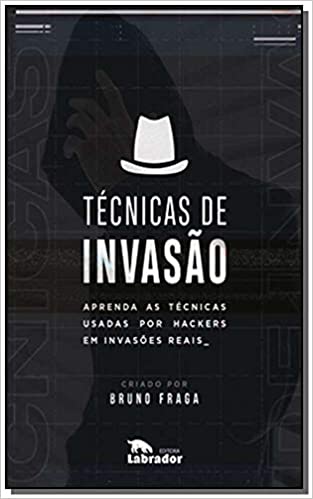 TÉCNICAS DE
INVASÃO
APRENDA AS TÉCNICAS
USADAS POR HACKERS
EM INVASÕES REAIS_
CRIADO POR
BRUNO FRAGA
EDITORA
Labrador